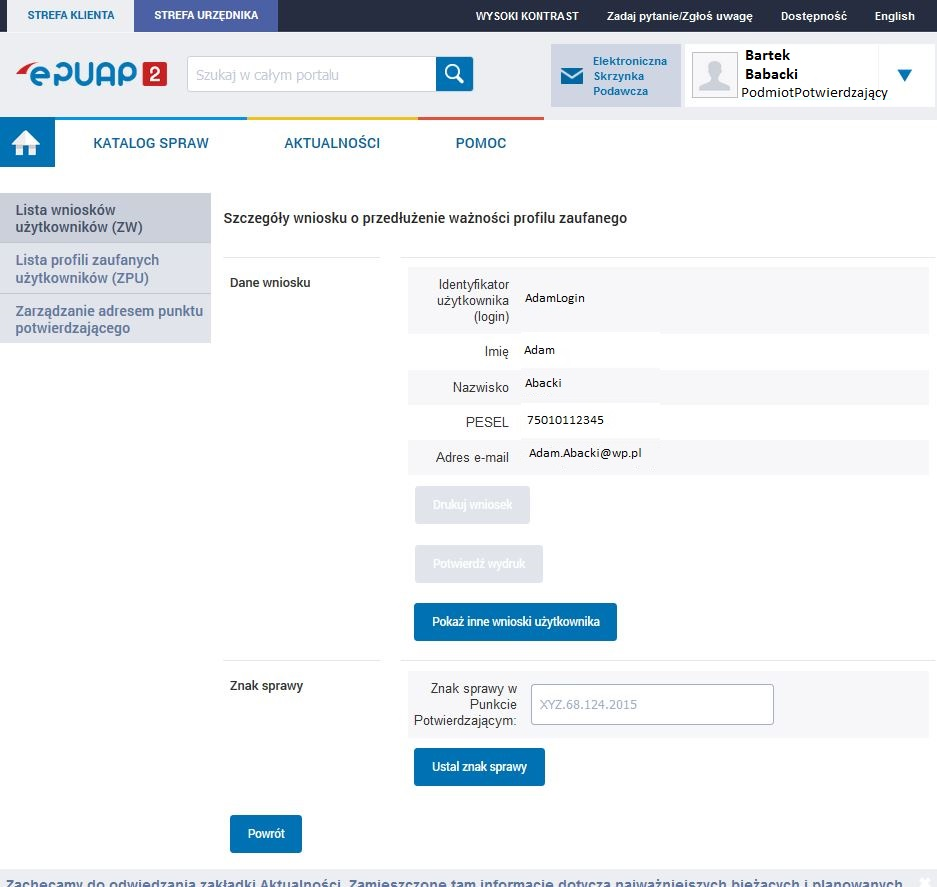 STREFA KLIENTA
STREFA URZĘDNIKA
WYSOKI KONTRAST
Zadaj pytanie/Zgłoś uwagę
Dostępność
English
ePUAP 2
Szukaj w całym portalu
Elektroniczna
Skrzynka
Podawcza
Bartek
Babacki
PodmiotPotwierdzający
KATALOG SPRAW
AKTUALNOŚCI
POMOC
Lista wniosków
użytkowników (ZW)
Lista profili zaufanych
użytkowników (ZPU)
Zarządzanie adresem punktu
potwierdzającego
Szczegóły wniosku o przedłużenie ważności profilu zaufanego
Dane wniosku
Identyfikator
użytkownika
(login)
AdamLogin
Imię
Adam
Nazwisko
Abacki
PESEL
75010112345
Adres e-mail
Adam.Abacki@wp.pl
Drukuj wniosek
Potwierdź wydruk
Pokaż inne wnioski użytkownika
Znak sprawy
Znak sprawy w
Punkcie
Potwierdzającym:
XYZ.68.124.2015
Ustal znak sprawy
Powrót
Zachęcamy do odwiedzania zakładki Aktualności. Zamieszczone tam informacje dotyczą najważniejszych bieżących i planowanych